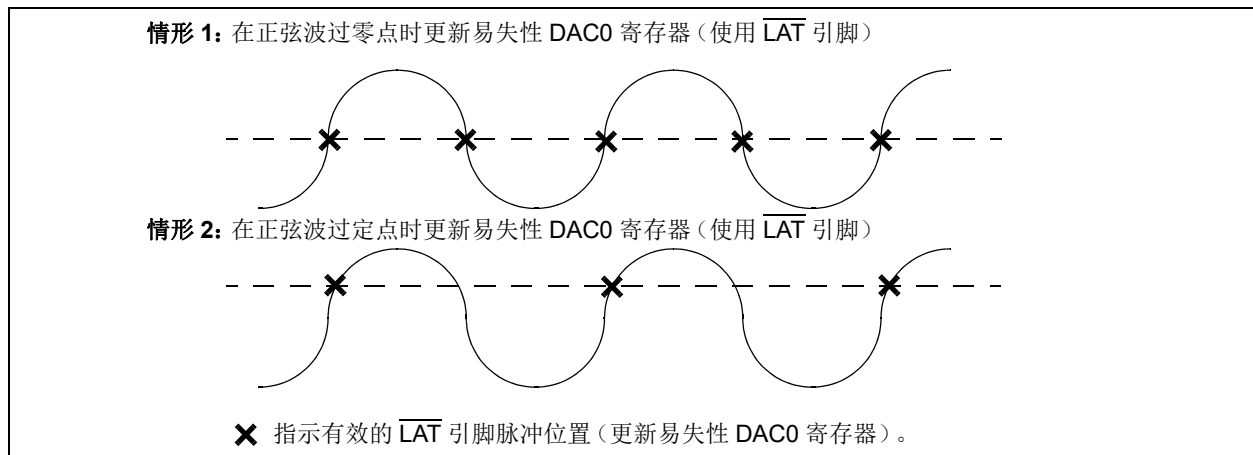 情形 1：在正弦波过零点时更新易失性 DAC0 寄存器（使用 LAT 引脚）
情形 2：在正弦波过定点时更新易失性 DAC0 寄存器（使用 LAT 引脚）
指示有效的 LAT 引脚脉冲位置（更新易失性 DAC0 寄存器）。